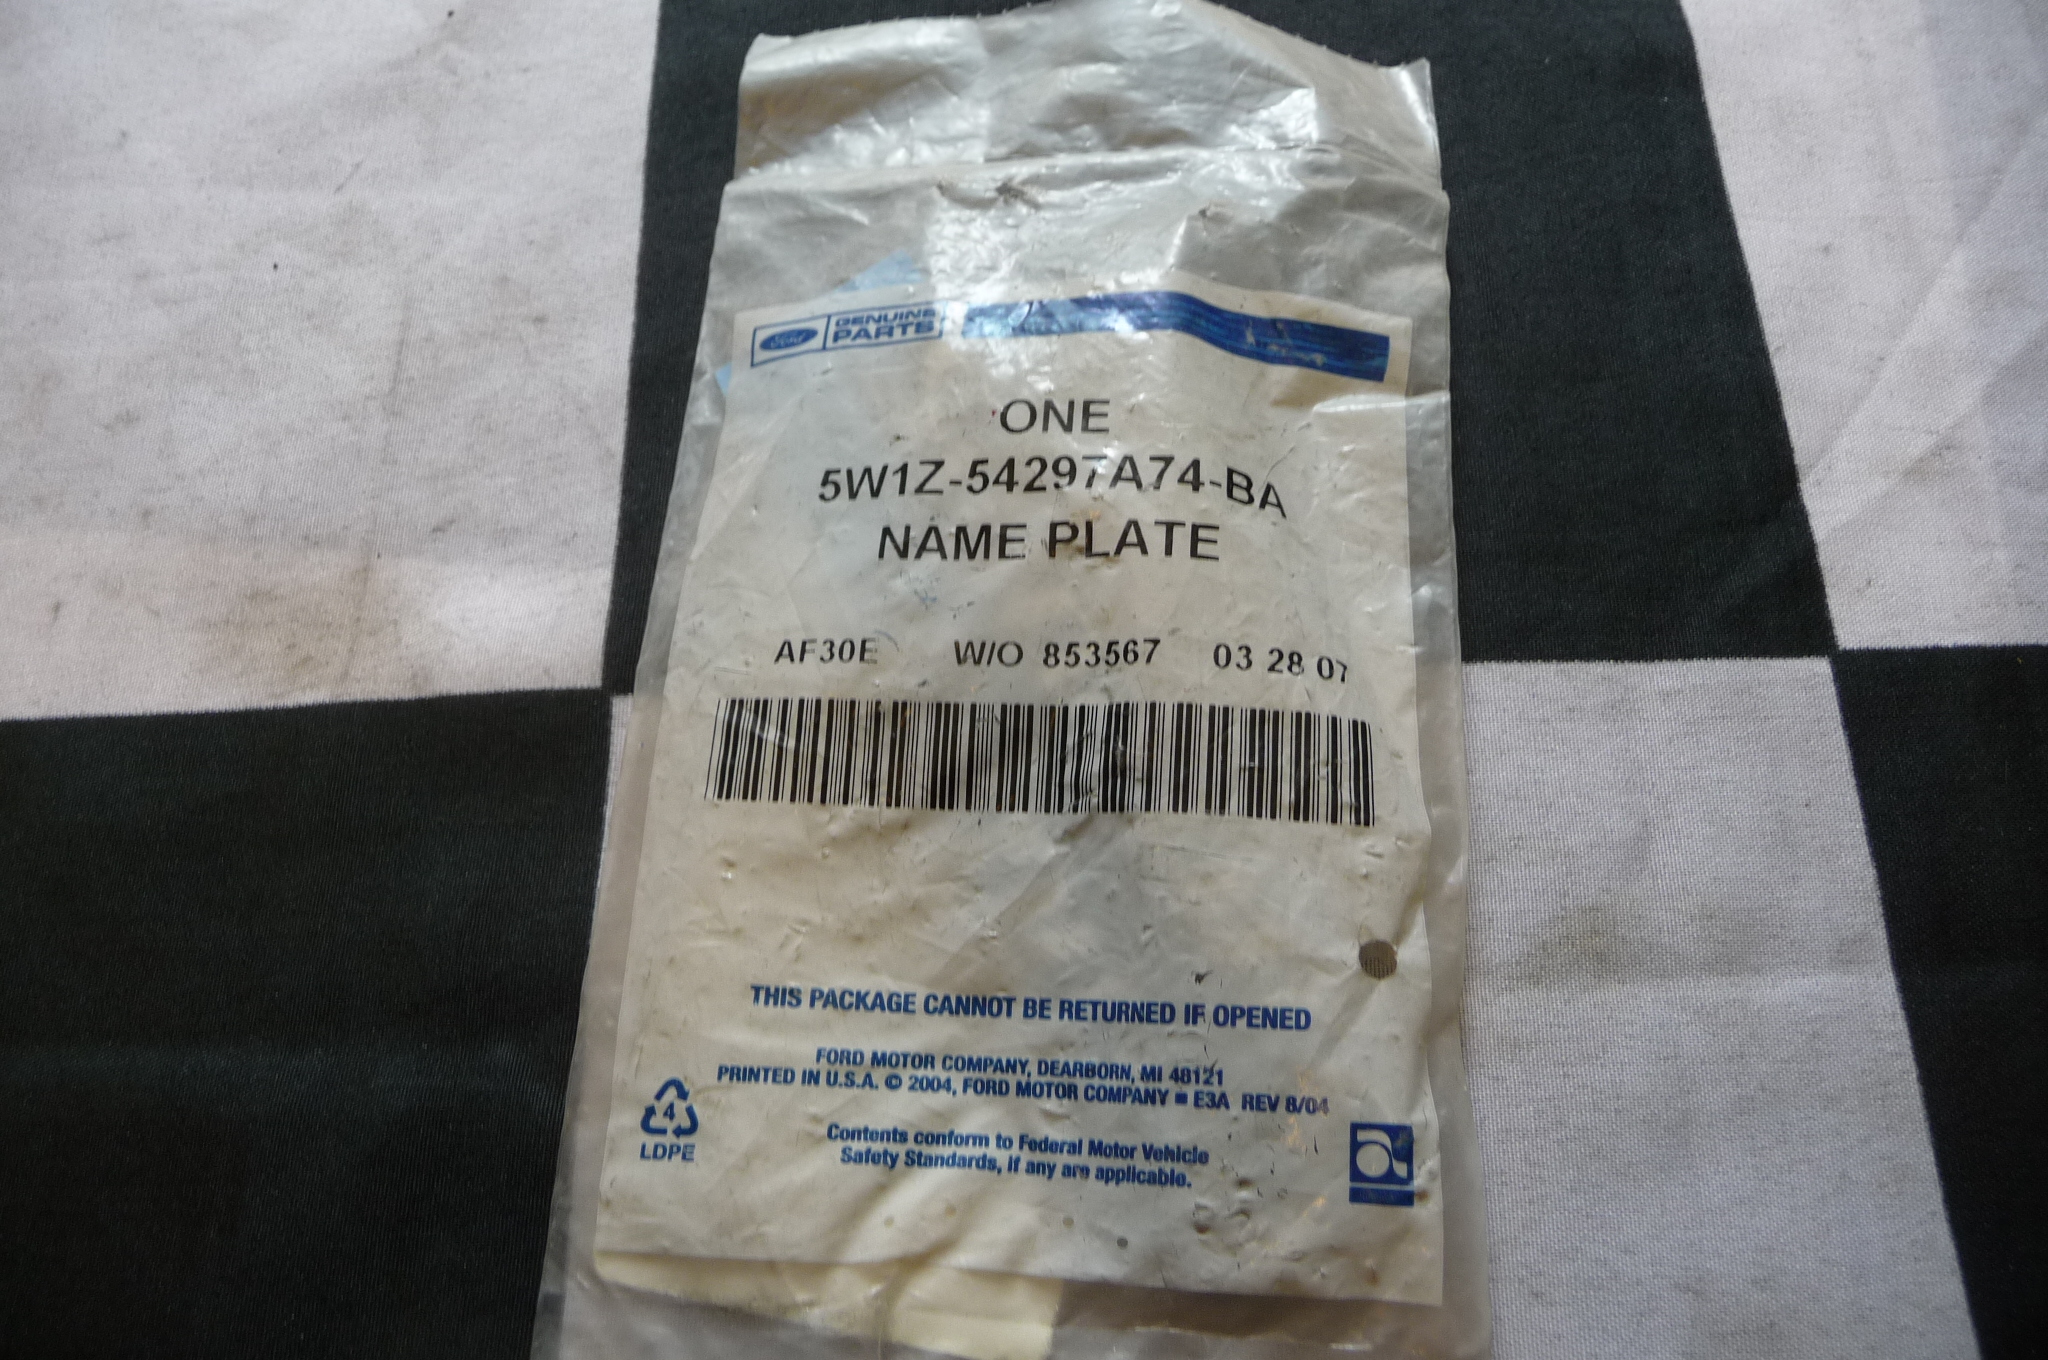 Ford GENUINE PARTS
ONE
5W1Z-54297A74-BA
NAME PLATE
AF30E W/O 853567 03 28 07
THIS PACKAGE CANNOT BE RETURNED IF OPENED
FORD MOTOR COMPANY, DEARBORN, MI 48121
PRINTED IN U.S.A. © 2004, FORD MOTOR COMPANY ■ E3A REV 8/04
4
LDPE
Contents conform to Federal Motor Vehicle
Safety Standards, if any are applicable.